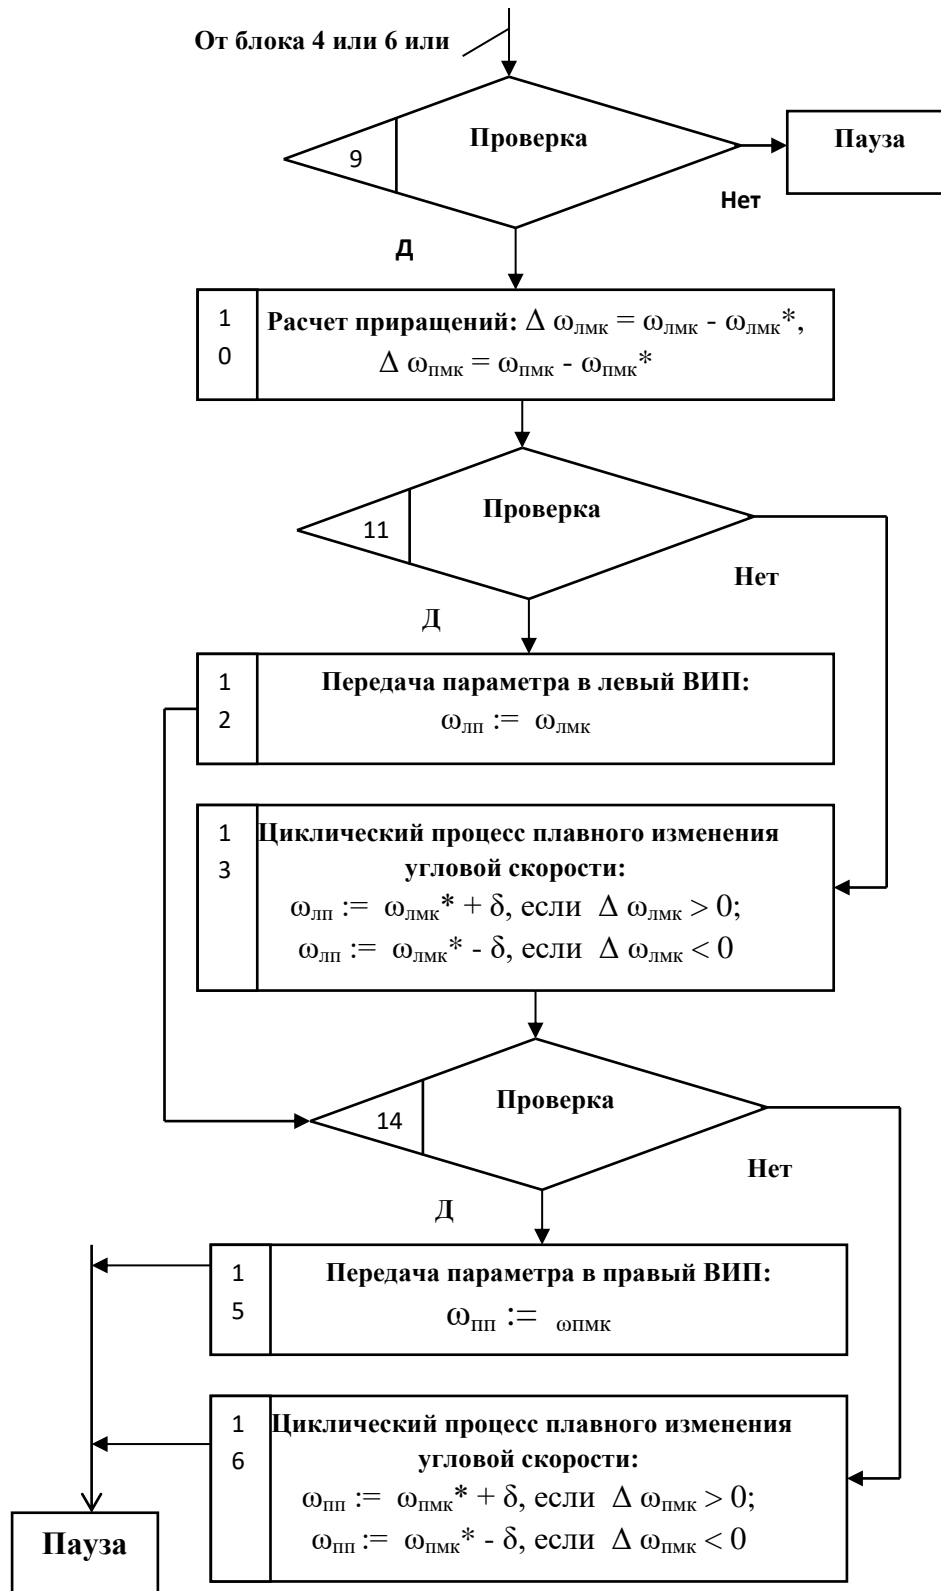 От блока 4 или 6 или
Проверка
9
Пауза
Нет
Д
1
0
Расчет приращений: Δ ωлмк = ωлмк - ωлмк*,
Δ ωпмк = ωпмк - ωпмк*
Проверка
11
Нет
Д
1
2
Передача параметра в левый ВИП:
ωлп := ωлмк
1
3
Циклический процесс плавного изменения
угловой скорости:
ωлп := ωлмк* + δ, если Δ ωлмк > 0;
ωлп := ωлмк* - δ, если Δ ωлмк < 0
Проверка
14
Нет
Д
1
5
Передача параметра в правый ВИП:
ωпп := ωпмк
1
6
Циклический процесс плавного изменения
угловой скорости:
ωпп := ωпмк* + δ, если Δ ωпмк > 0;
ωпп := ωпмк* - δ, если Δ ωпмк < 0
Пауза